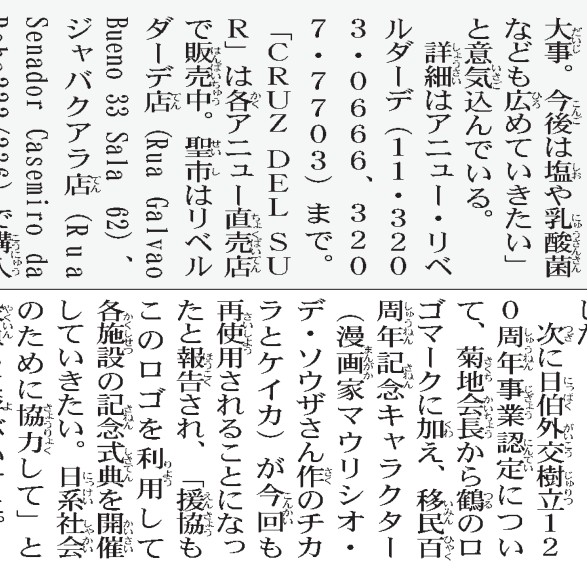 大事。今後は塩や乳酸菌
なども広めていきたい」
と意気込んでいる。
詳細はアニュー・リベ
ルダーデ（１１・３２０
３・０６６６、３２０
７・７７０３）まで。
「ＣＲＵＺ ＤＥＬ ＳＵ
Ｒ」は各アニュー直売店
で販売中。聖市はリベル
ダーデ店（Rua Galvao
Bueno 33 Sala 62）、
ジャバクアラ店（Rua
Senador Casemiro da
で購入
次に日伯外交樹立１２
０周年事業認定につい
て、菊地会長から鶴のロ
ゴマークに加え、移民百
周年記念キャラクター
（漫画家マウリシオ・
デ・ソウザさん作のチカ
ラとケイカ）が今回も
再使用されることになっ
たと報告され、「援協も
このロゴを利用して
各施設の記念式典を開催
していきたい。日系社会
のために協力して」と